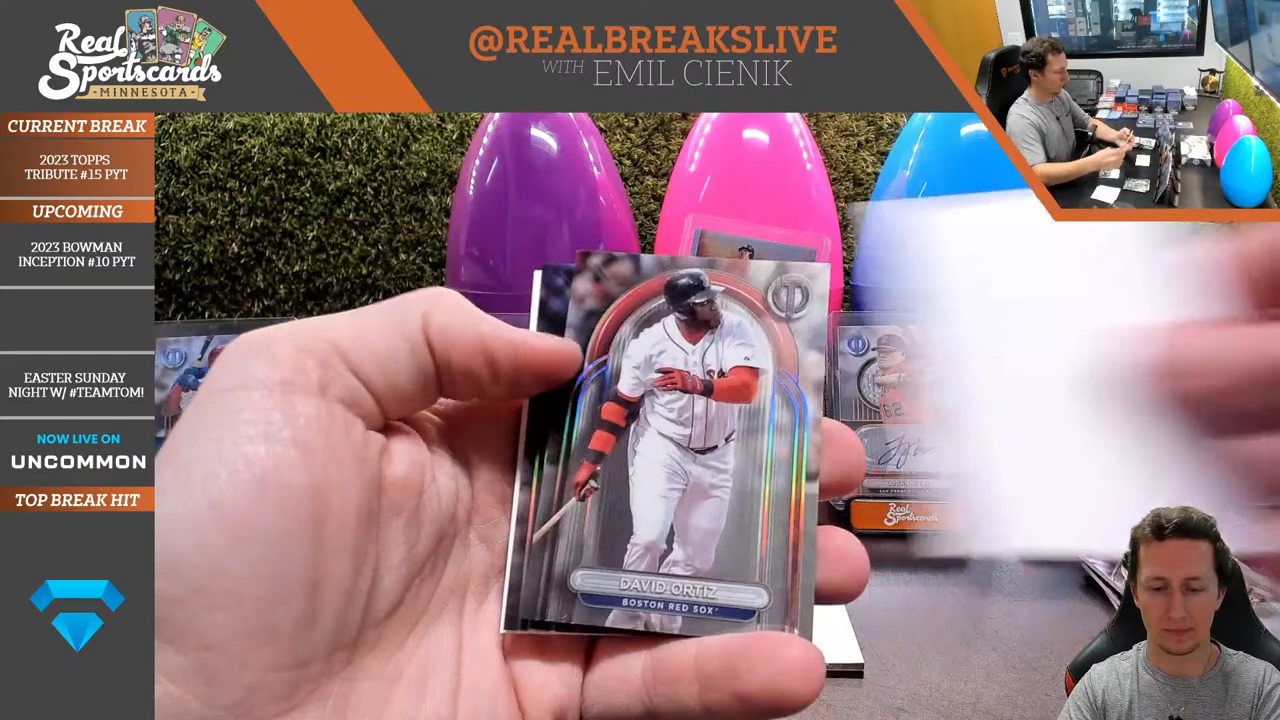 Real
Sportscards
MINNESOTA
@REALBREAKSLIVE
WITH EMIL CIENIK
CURRENT BREAK
2023 TOPPS
TRIBUTE #15 PYT
UPCOMING
2023 BOWMAN
INCEPTION #10 PYT
EASTER SUNDAY
NIGHT W/ #TEAMTOM!
NOW LIVE ON
UNCOMMON
TOP BREAK HIT
DAVID ORTIZ
BOSTON RED SOX
62
Real
Sportscards